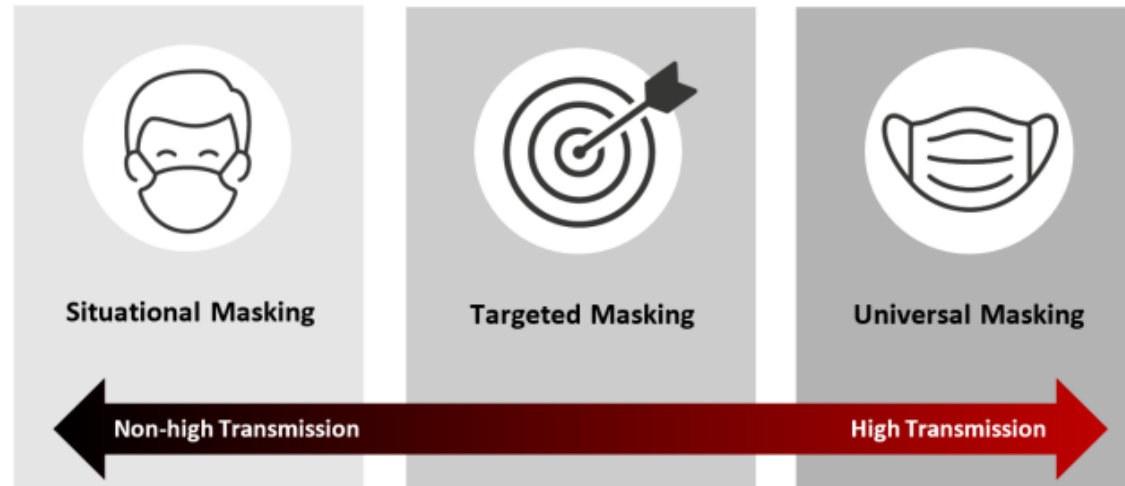 Situational Masking
Targeted Masking
Universal Masking
Non-high Transmission
High Transmission